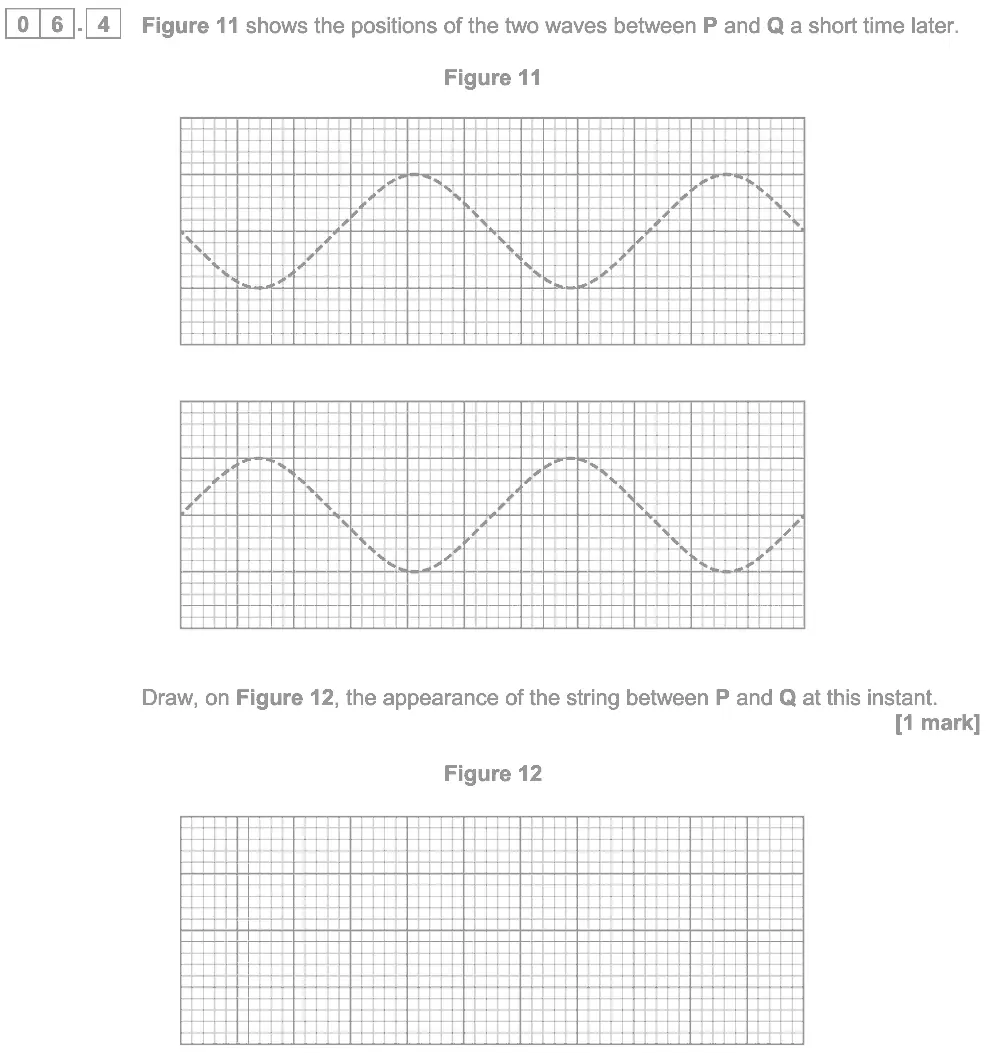 0 6 . 4 Figure 11 shows the positions of the two waves between P and Q a short time later.
Figure 11
Draw, on Figure 12, the appearance of the string between P and Q at this instant.
[1 mark]
Figure 12